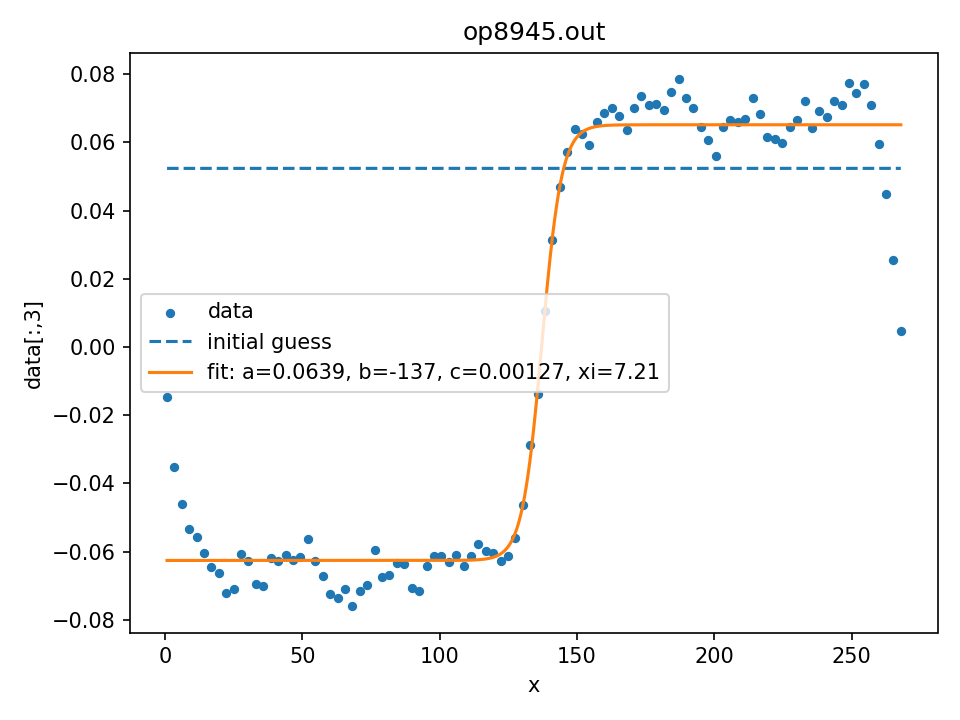 op8945.out
0.08
0.06
0.04
0.02
0.00
−0.02
−0.04
−0.06
−0.08
data[:,3]
data
initial guess
fit: a=0.0639, b=-137, c=0.00127, xi=7.21
0 50 100 150 200 250
x